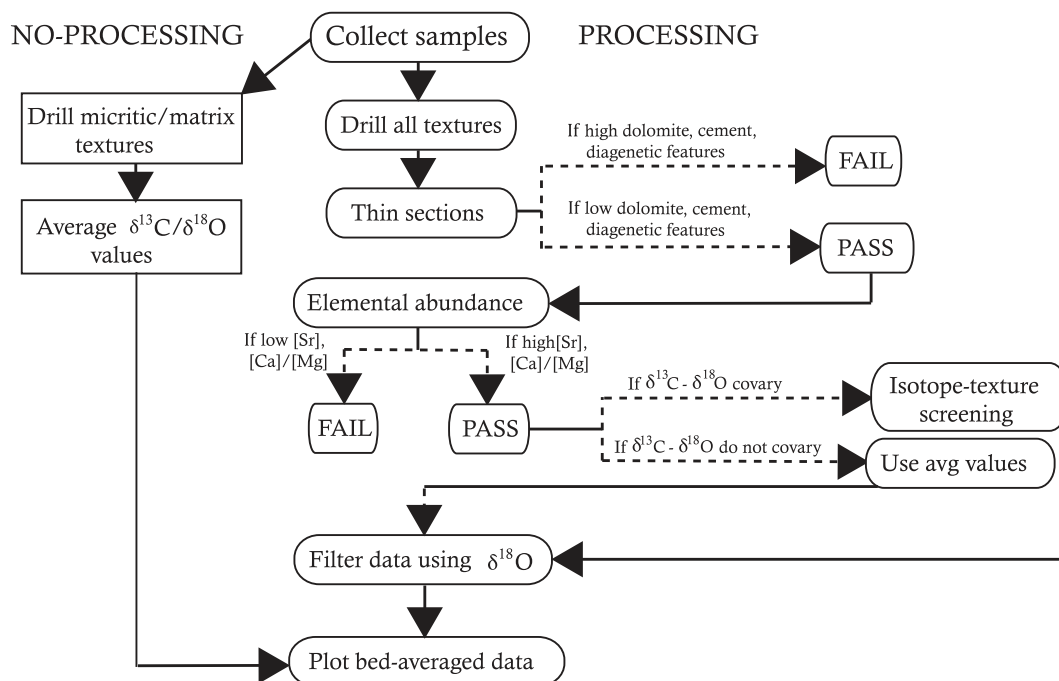 NO-PROCESSING
Collect samples
PROCESSING
Drill micritic/matrix
textures
Drill all textures
If high dolomite, cement,
diagenetic features
FAIL
Thin sections
If low dolomite, cement,
diagenetic features
PASS
Average δ¹³C/δ¹⁸O
values
Elemental abundance
If low [Sr],
[Ca]/[Mg]
If high[Sr],
[Ca]/[Mg]
FAIL
PASS
If δ¹³C - δ¹⁸O covary
Isotope-texture
screening
If δ¹³C - δ¹⁸O do not covary
Use avg values
Filter data using δ¹⁸O
Plot bed-averaged data